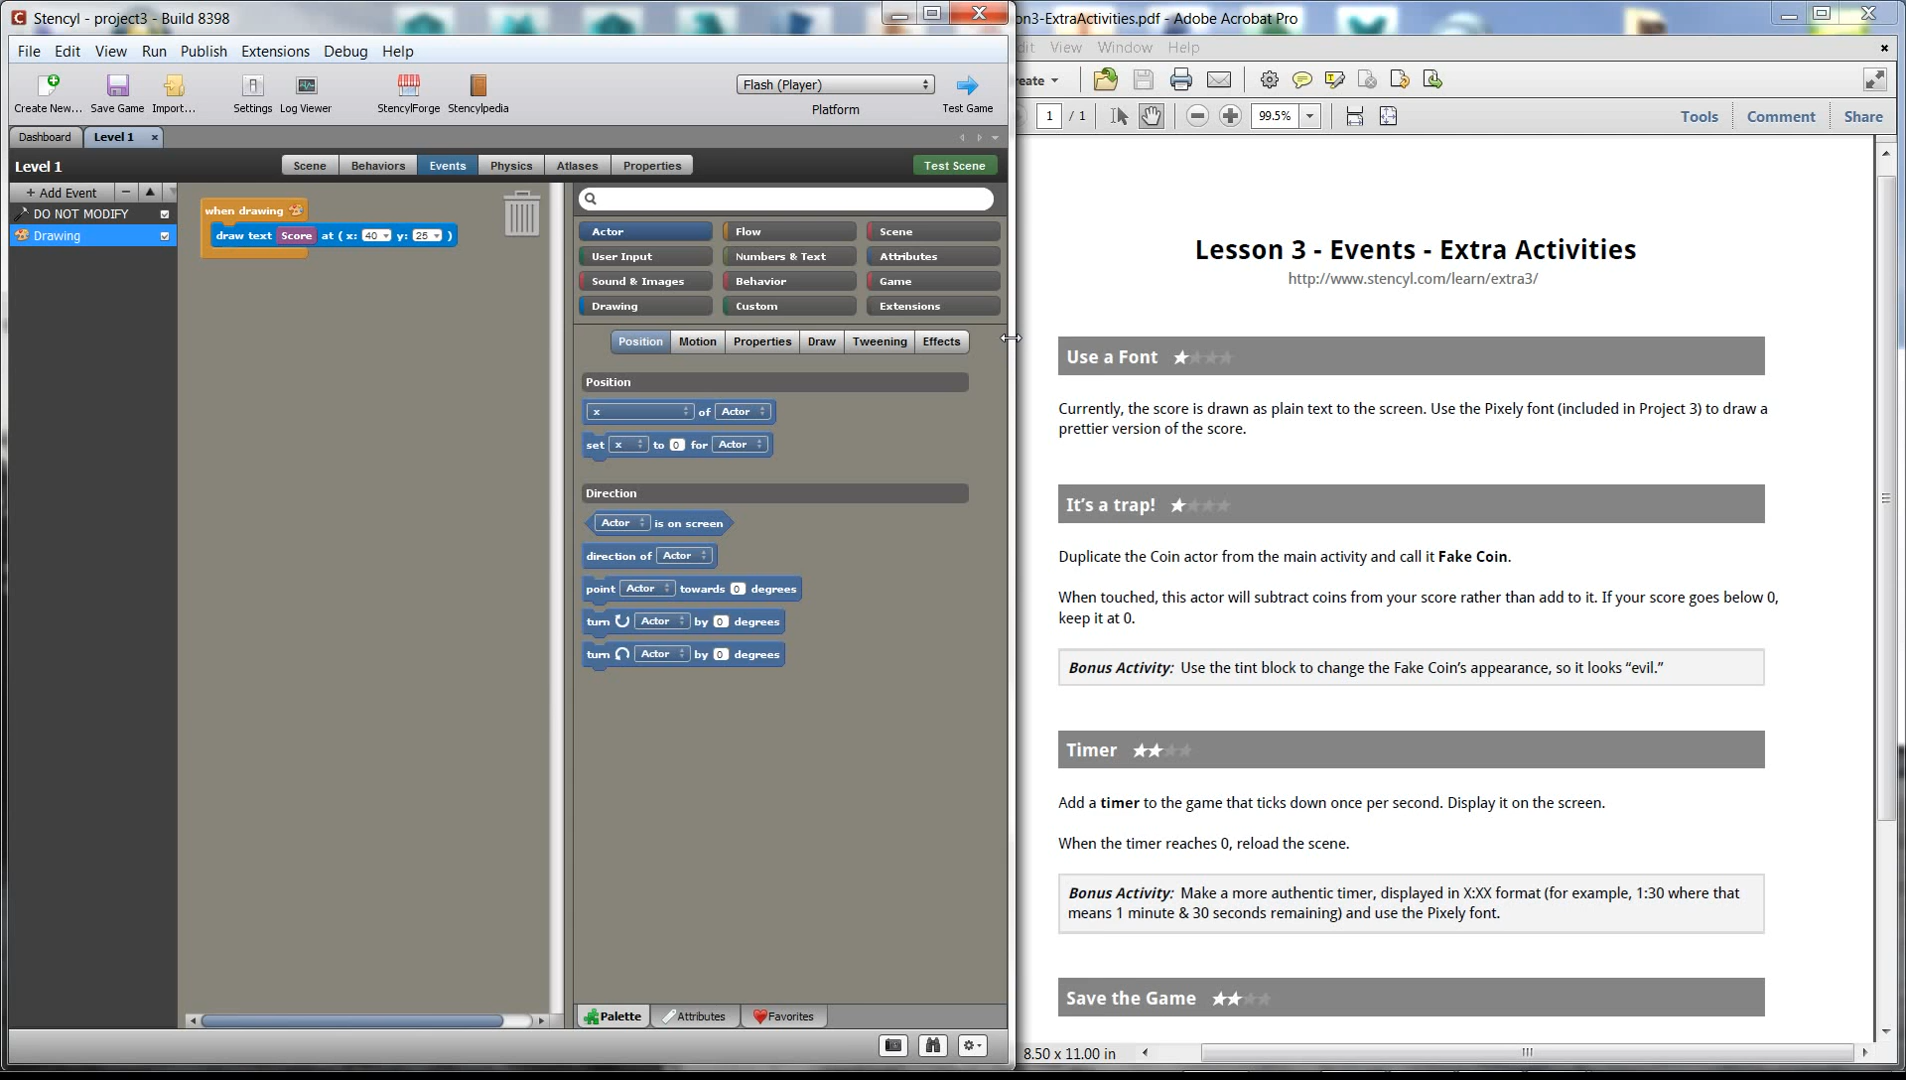 Stencyl - project3 - Build 8398
File Edit View Run Publish Extensions Debug Help
Create New... Save Game Import... Settings Log Viewer StencylForge Stencylpedia Flash (Player) Platform Test Game
Dashboard Level 1
Level 1 Scene Behaviors Events Physics Atlases Properties Test Scene
+ Add Event
DO NOT MODIFY
Drawing
when drawing
draw text Score at ( x: 40 y: 25 )
Actor Flow Scene
User Input Numbers & Text Attributes
Sound & Images Behavior Game
Drawing Custom Extensions
Position Motion Properties Draw Tweening Effects
Position
x of Actor
set x to 0 for Actor
Direction
Actor is on screen
direction of Actor
point Actor towards 0 degrees
turn Actor by 0 degrees
turn Actor by 0 degrees
Palette Attributes Favorites
on3-ExtraActivities.pdf - Adobe Acrobat Pro
dit View Window Help
reate
1 / 1 99.5% Tools Comment Share
Lesson 3 - Events - Extra Activities
http://www.stencyl.com/learn/extra3/
Use a Font
Currently, the score is drawn as plain text to the screen. Use the Pixely font (included in Project 3) to draw a
prettier version of the score.
It's a trap!
Duplicate the Coin actor from the main activity and call it Fake Coin.
When touched, this actor will subtract coins from your score rather than add to it. If your score goes below 0,
keep it at 0.
Bonus Activity: Use the tint block to change the Fake Coin's appearance, so it looks “evil.”
Timer
Add a timer to the game that ticks down once per second. Display it on the screen.
When the timer reaches 0, reload the scene.
Bonus Activity: Make a more authentic timer, displayed in X:XX format (for example, 1:30 where that
means 1 minute & 30 seconds remaining) and use the Pixely font.
Save the Game
8.50 x 11.00 in